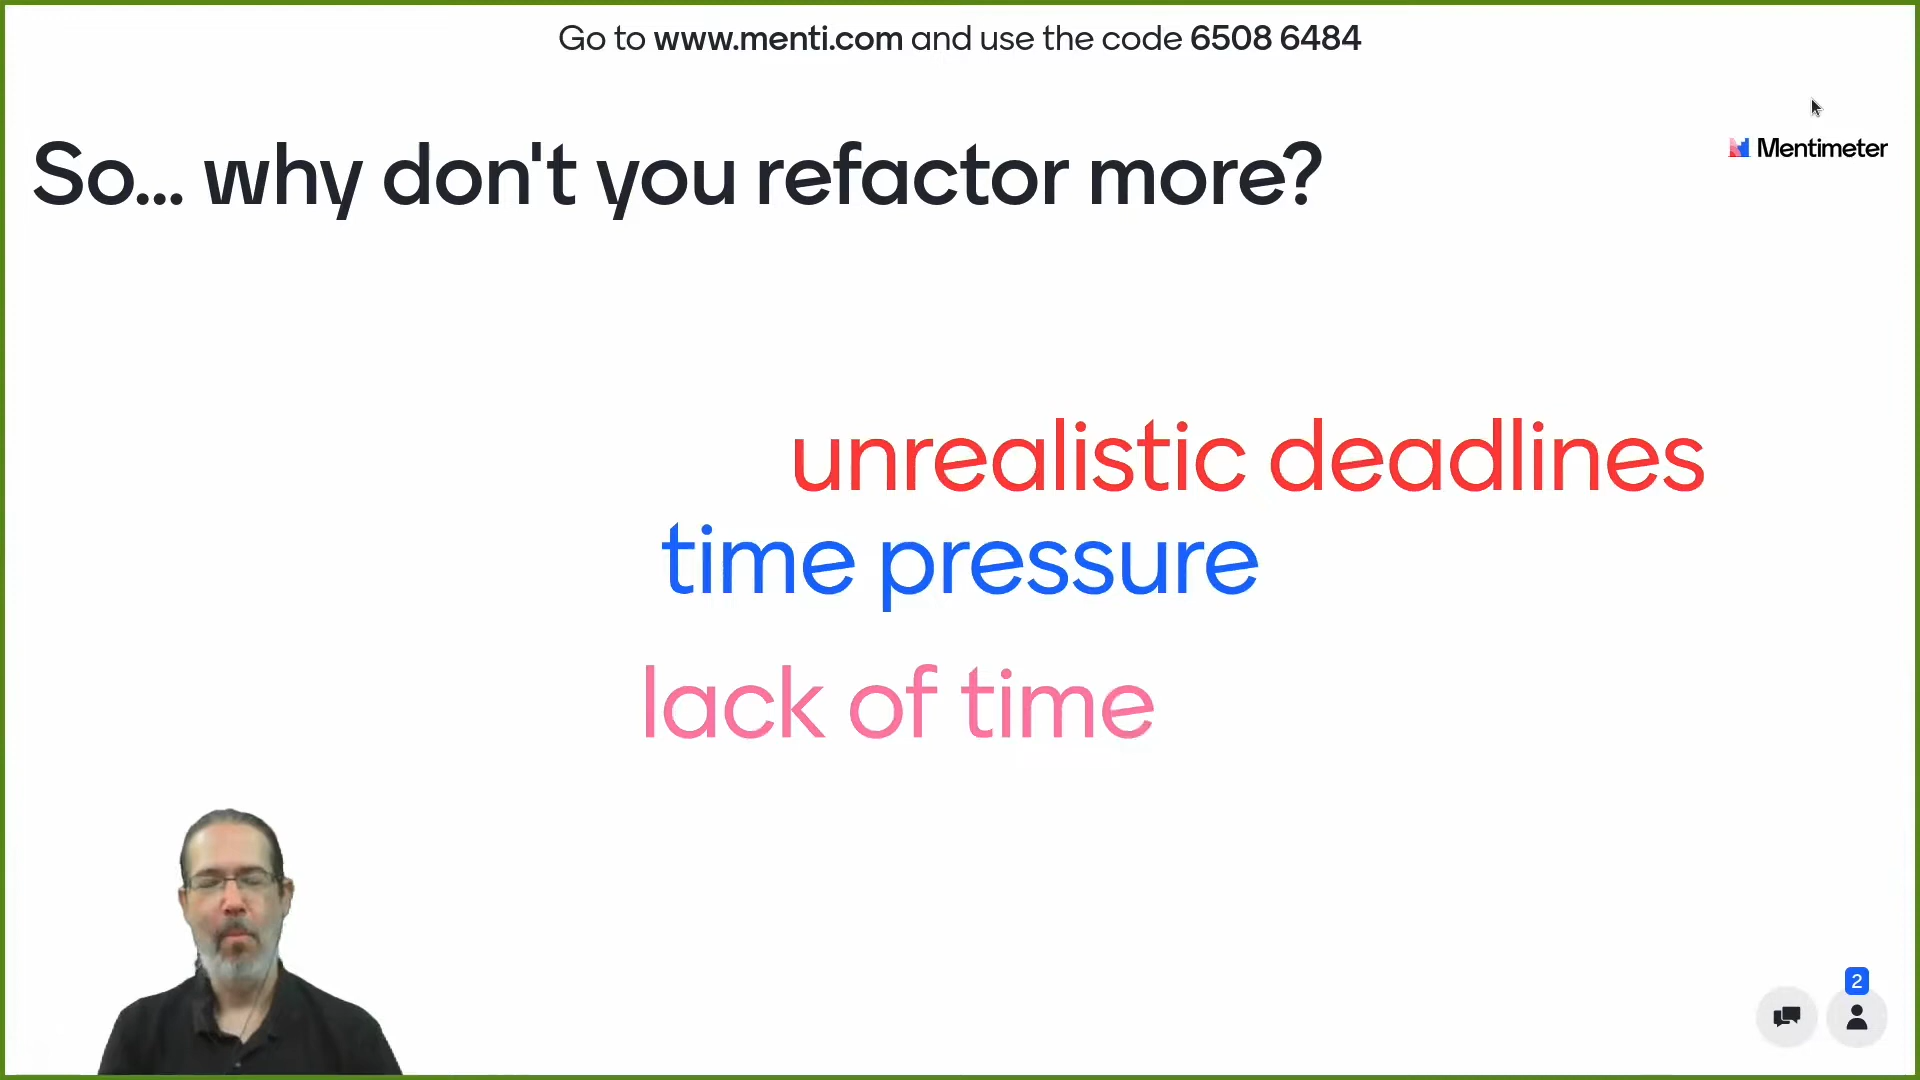 Go to www.menti.com and use the code 6508 6484
Mentimeter
So... why don't you refactor more?
unrealistic deadlines
time pressure
lack of time
2